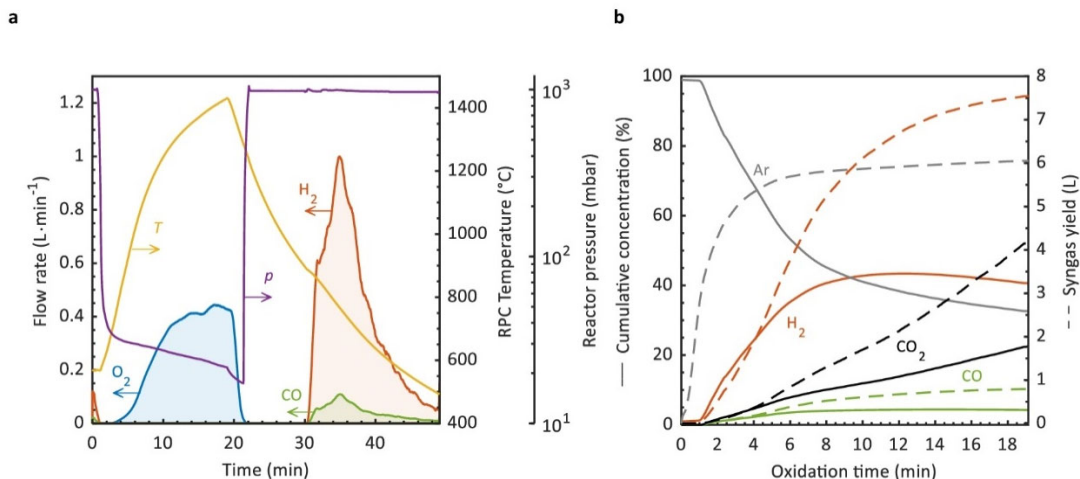 a
b
Flow rate (L·min⁻¹)
1.2
1
0.8
0.6
0.4
0.2
0
0 10 20 30 40
Time (min)
T
O₂
p
H₂
CO
1400
1200
1000
800
600
400
RPC Temperature (°C)
10³
10²
10¹
Reactor pressure (mbar)
Cumulative concentration (%)
100
80
60
40
20
0
0 2 4 6 8 10 12 14 16 18
Oxidation time (min)
Ar
H₂
CO₂
CO
8
7
6
5
4
3
2
1
0
Syngas yield (L)